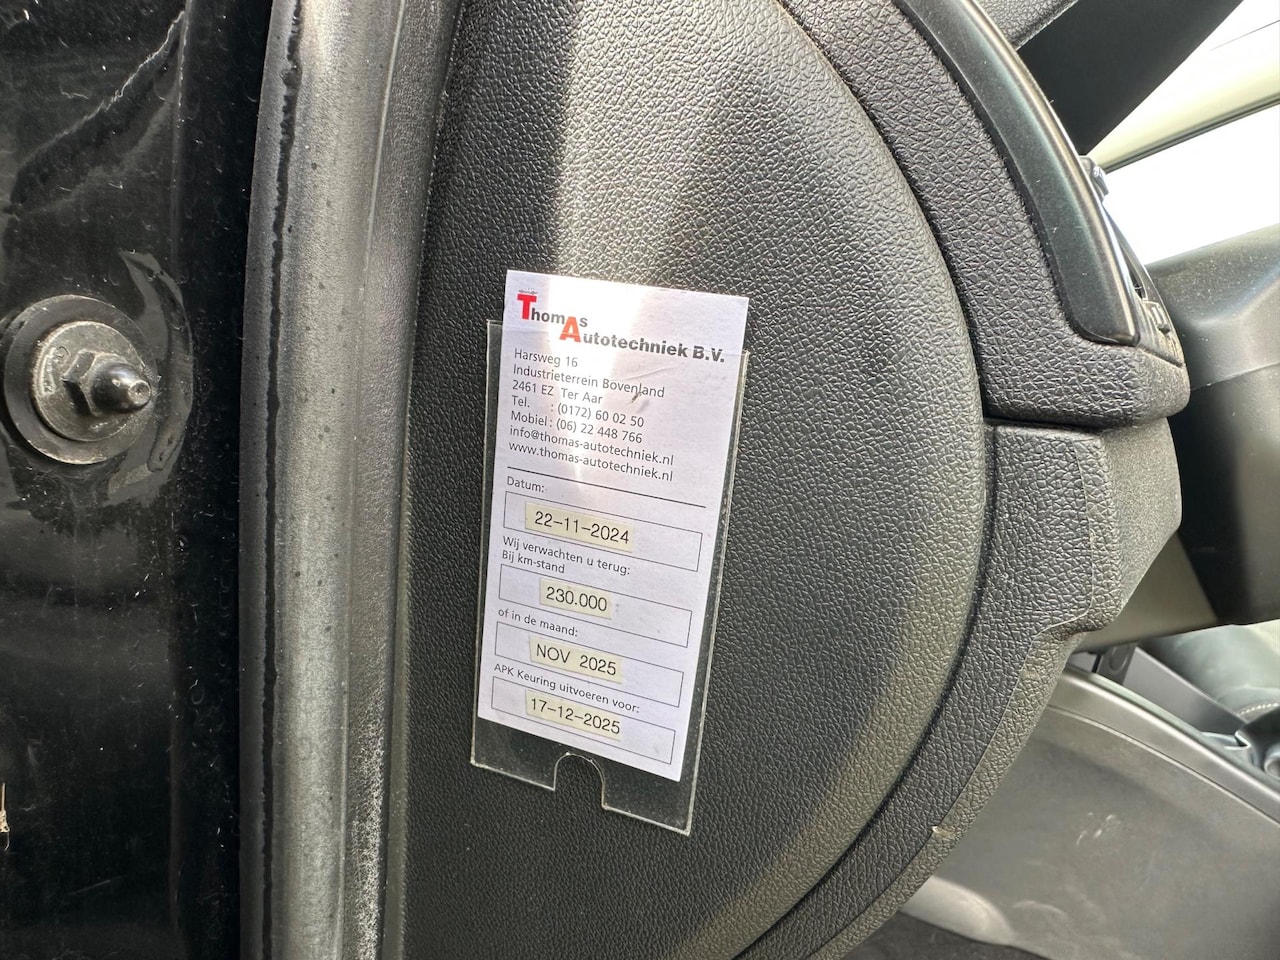 Thomas
Autotechniek B.V.
Harsweg 16
Industrieterrein Bovenland
2461 EZ Ter Aar
Tel. : (0172) 60 02 50
Mobiel : (06) 22 448 766
info@thomas-autotechniek.nl
www.thomas-autotechniek.nl
Datum:
22-11-2024
Wij verwachten u terug:
Bij km-stand
230.000
of in de maand:
NOV 2025
APK Keuring uitvoeren voor:
17-12-2025